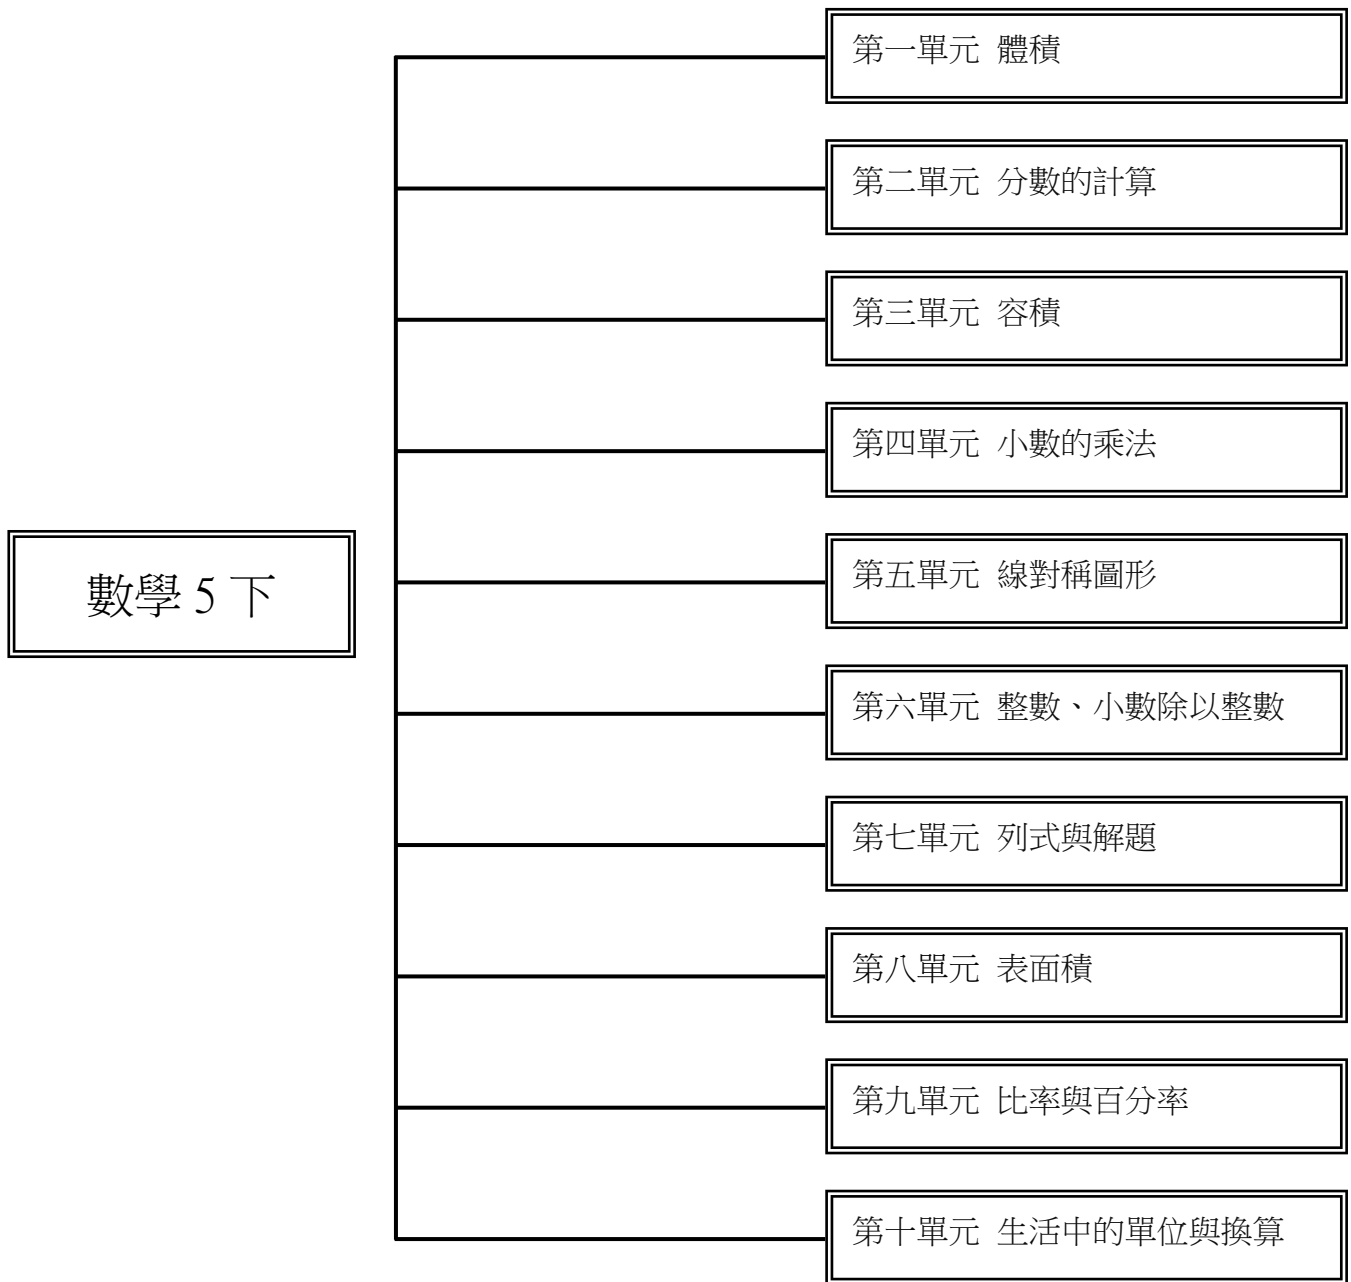 數學 5 下
第一單元 體積
第二單元 分數的計算
第三單元 容積
第四單元 小數的乘法
第五單元 線對稱圖形
第六單元 整數、小數除以整數
第七單元 列式與解題
第八單元 表面積
第九單元 比率與百分率
第十單元 生活中的單位與換算